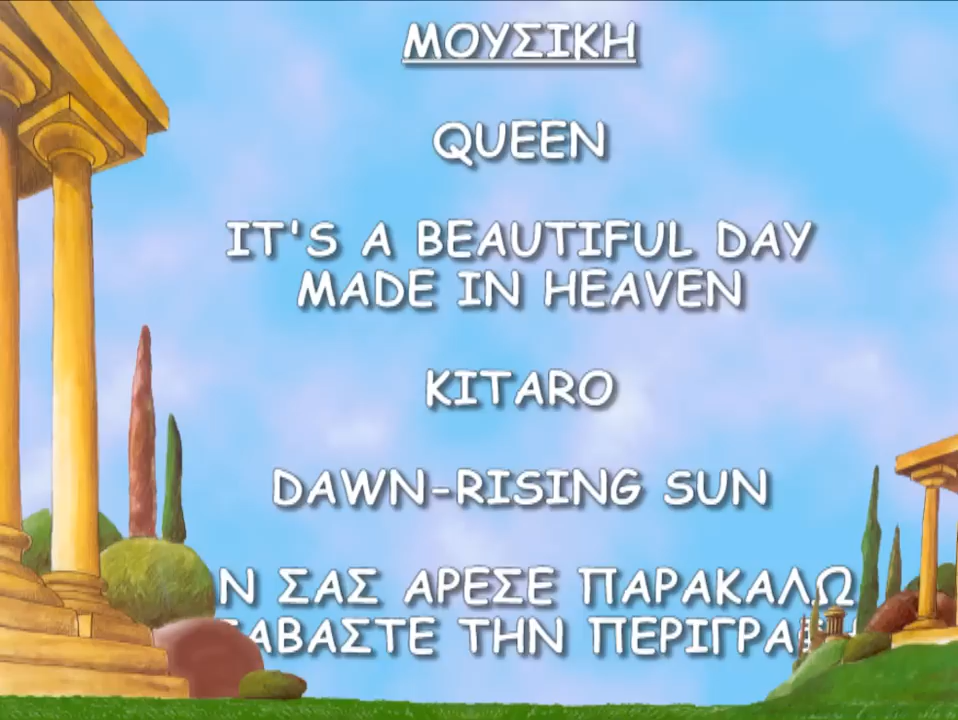 ΜΟΥΣΙΚΗ
QUEEN
IT'S A BEAUTIFUL DAY
MADE IN HEAVEN
KITARO
DAWN-RISING SUN
ΣΑΣ ΑΡΕΣΕ ΠΑΡΑΚΑΛΩ
ΤΗΝ